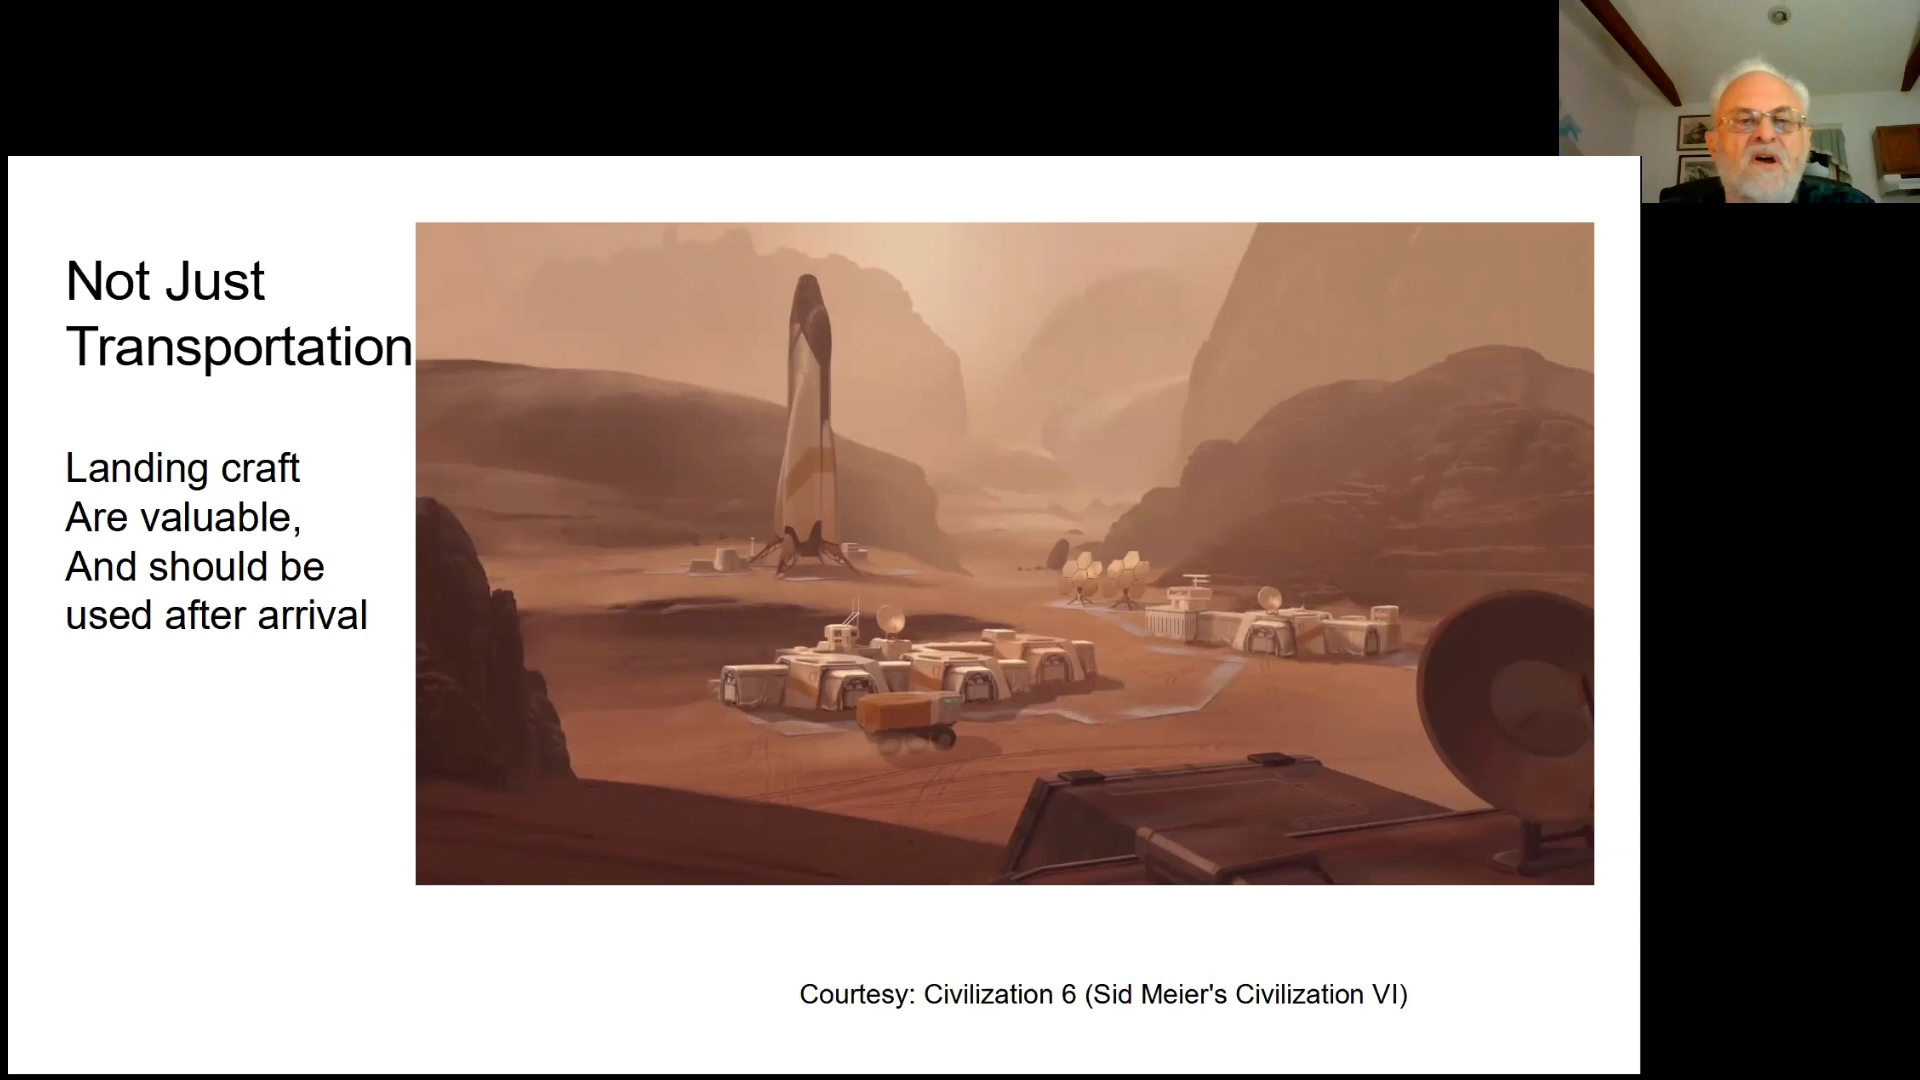 Not Just
Transportation
Landing craft
Are valuable,
And should be
used after arrival
Courtesy: Civilization 6 (Sid Meier's Civilization VI)